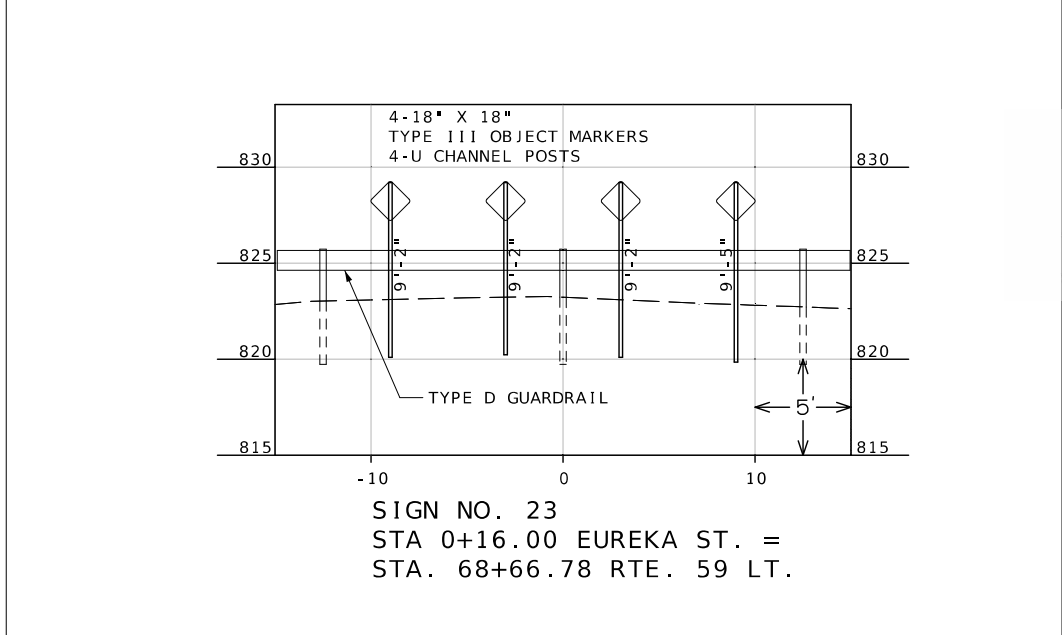 4-18" X 18"
TYPE III OBJECT MARKERS
4-U CHANNEL POSTS
830 830
9'-2" 9'-2" 9'-2" 9'-5"
825 825
820 820
TYPE D GUARDRAIL
5'
815 815
-10 0 10
SIGN NO. 23
STA 0+16.00 EUREKA ST. =
STA. 68+66.78 RTE. 59 LT.